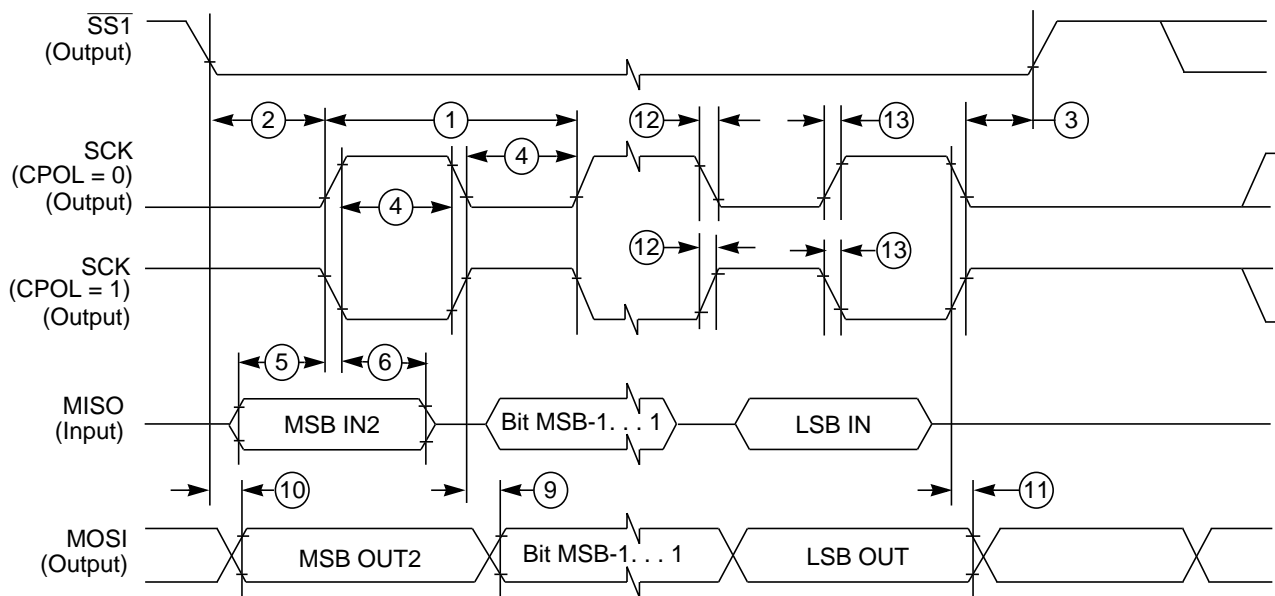 SS1
(Output)
2
1
12
13
3
SCK
(CPOL = 0)
(Output)
4
4
12
13
SCK
(CPOL = 1)
(Output)
5
6
MISO
(Input)
MSB IN2
Bit MSB-1. . . 1
LSB IN
10
9
11
MOSI
(Output)
MSB OUT2
Bit MSB-1. . . 1
LSB OUT